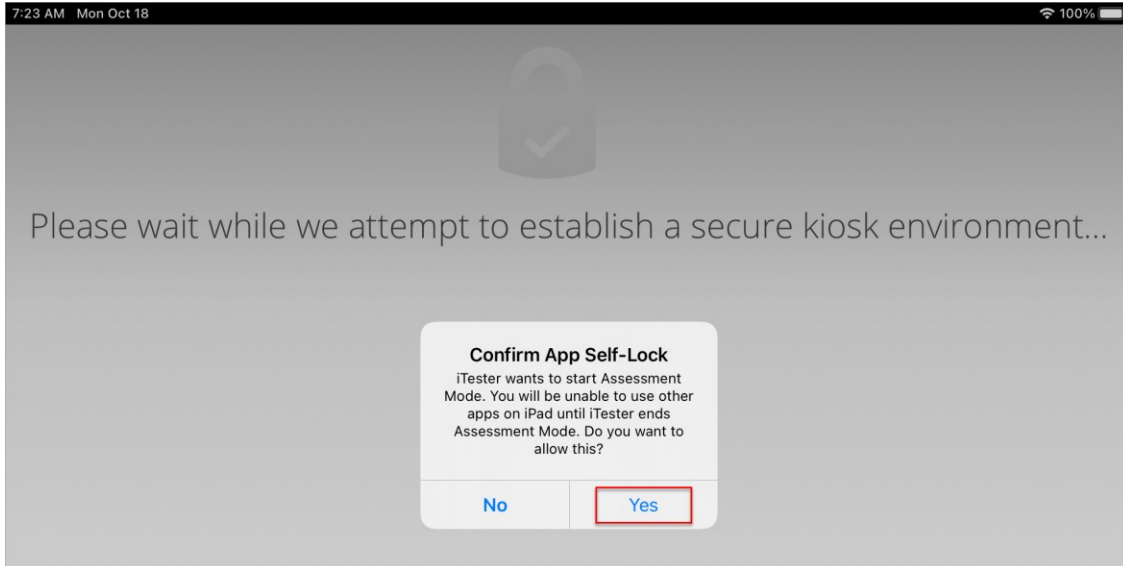 7:23 AM Mon Oct 18 100%
Please wait while we attempt to establish a secure kiosk environment...
Confirm App Self-Lock
iTester wants to start Assessment
Mode. You will be unable to use other
apps on iPad until iTester ends
Assessment Mode. Do you want to
allow this?
No Yes